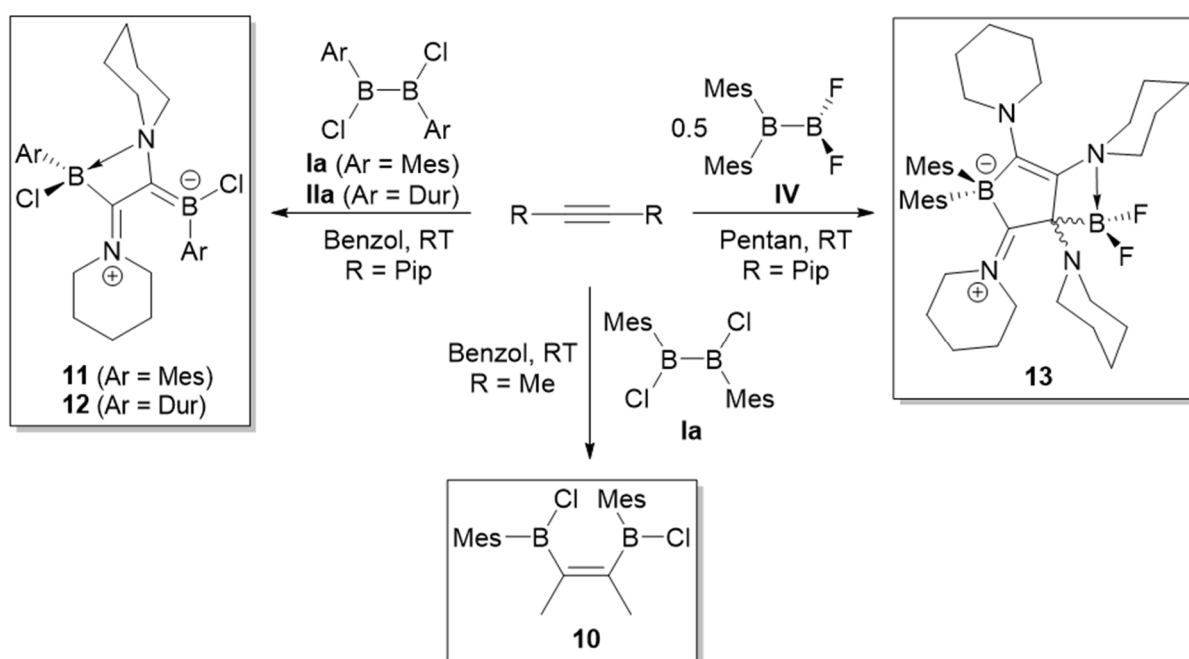 Ar
Cl
B
B
Cl
Ar
Ia (Ar = Mes)
IIa (Ar = Dur)
Benzol, RT
R = Pip
R
R
0.5
Mes
F
B
B
Mes
F
IV
Pentan, RT
R = Pip
N
Ar
B
Cl
⊖
Cl
B
Ar
N
⊕
11 (Ar = Mes)
12 (Ar = Dur)
N
N
Mes
⊖
Mes
B
B
F
F
N
N
⊕
13
Benzol, RT
R = Me
Mes
Cl
B
B
Cl
Mes
Ia
Cl
Mes
Mes
B
B
Cl
10